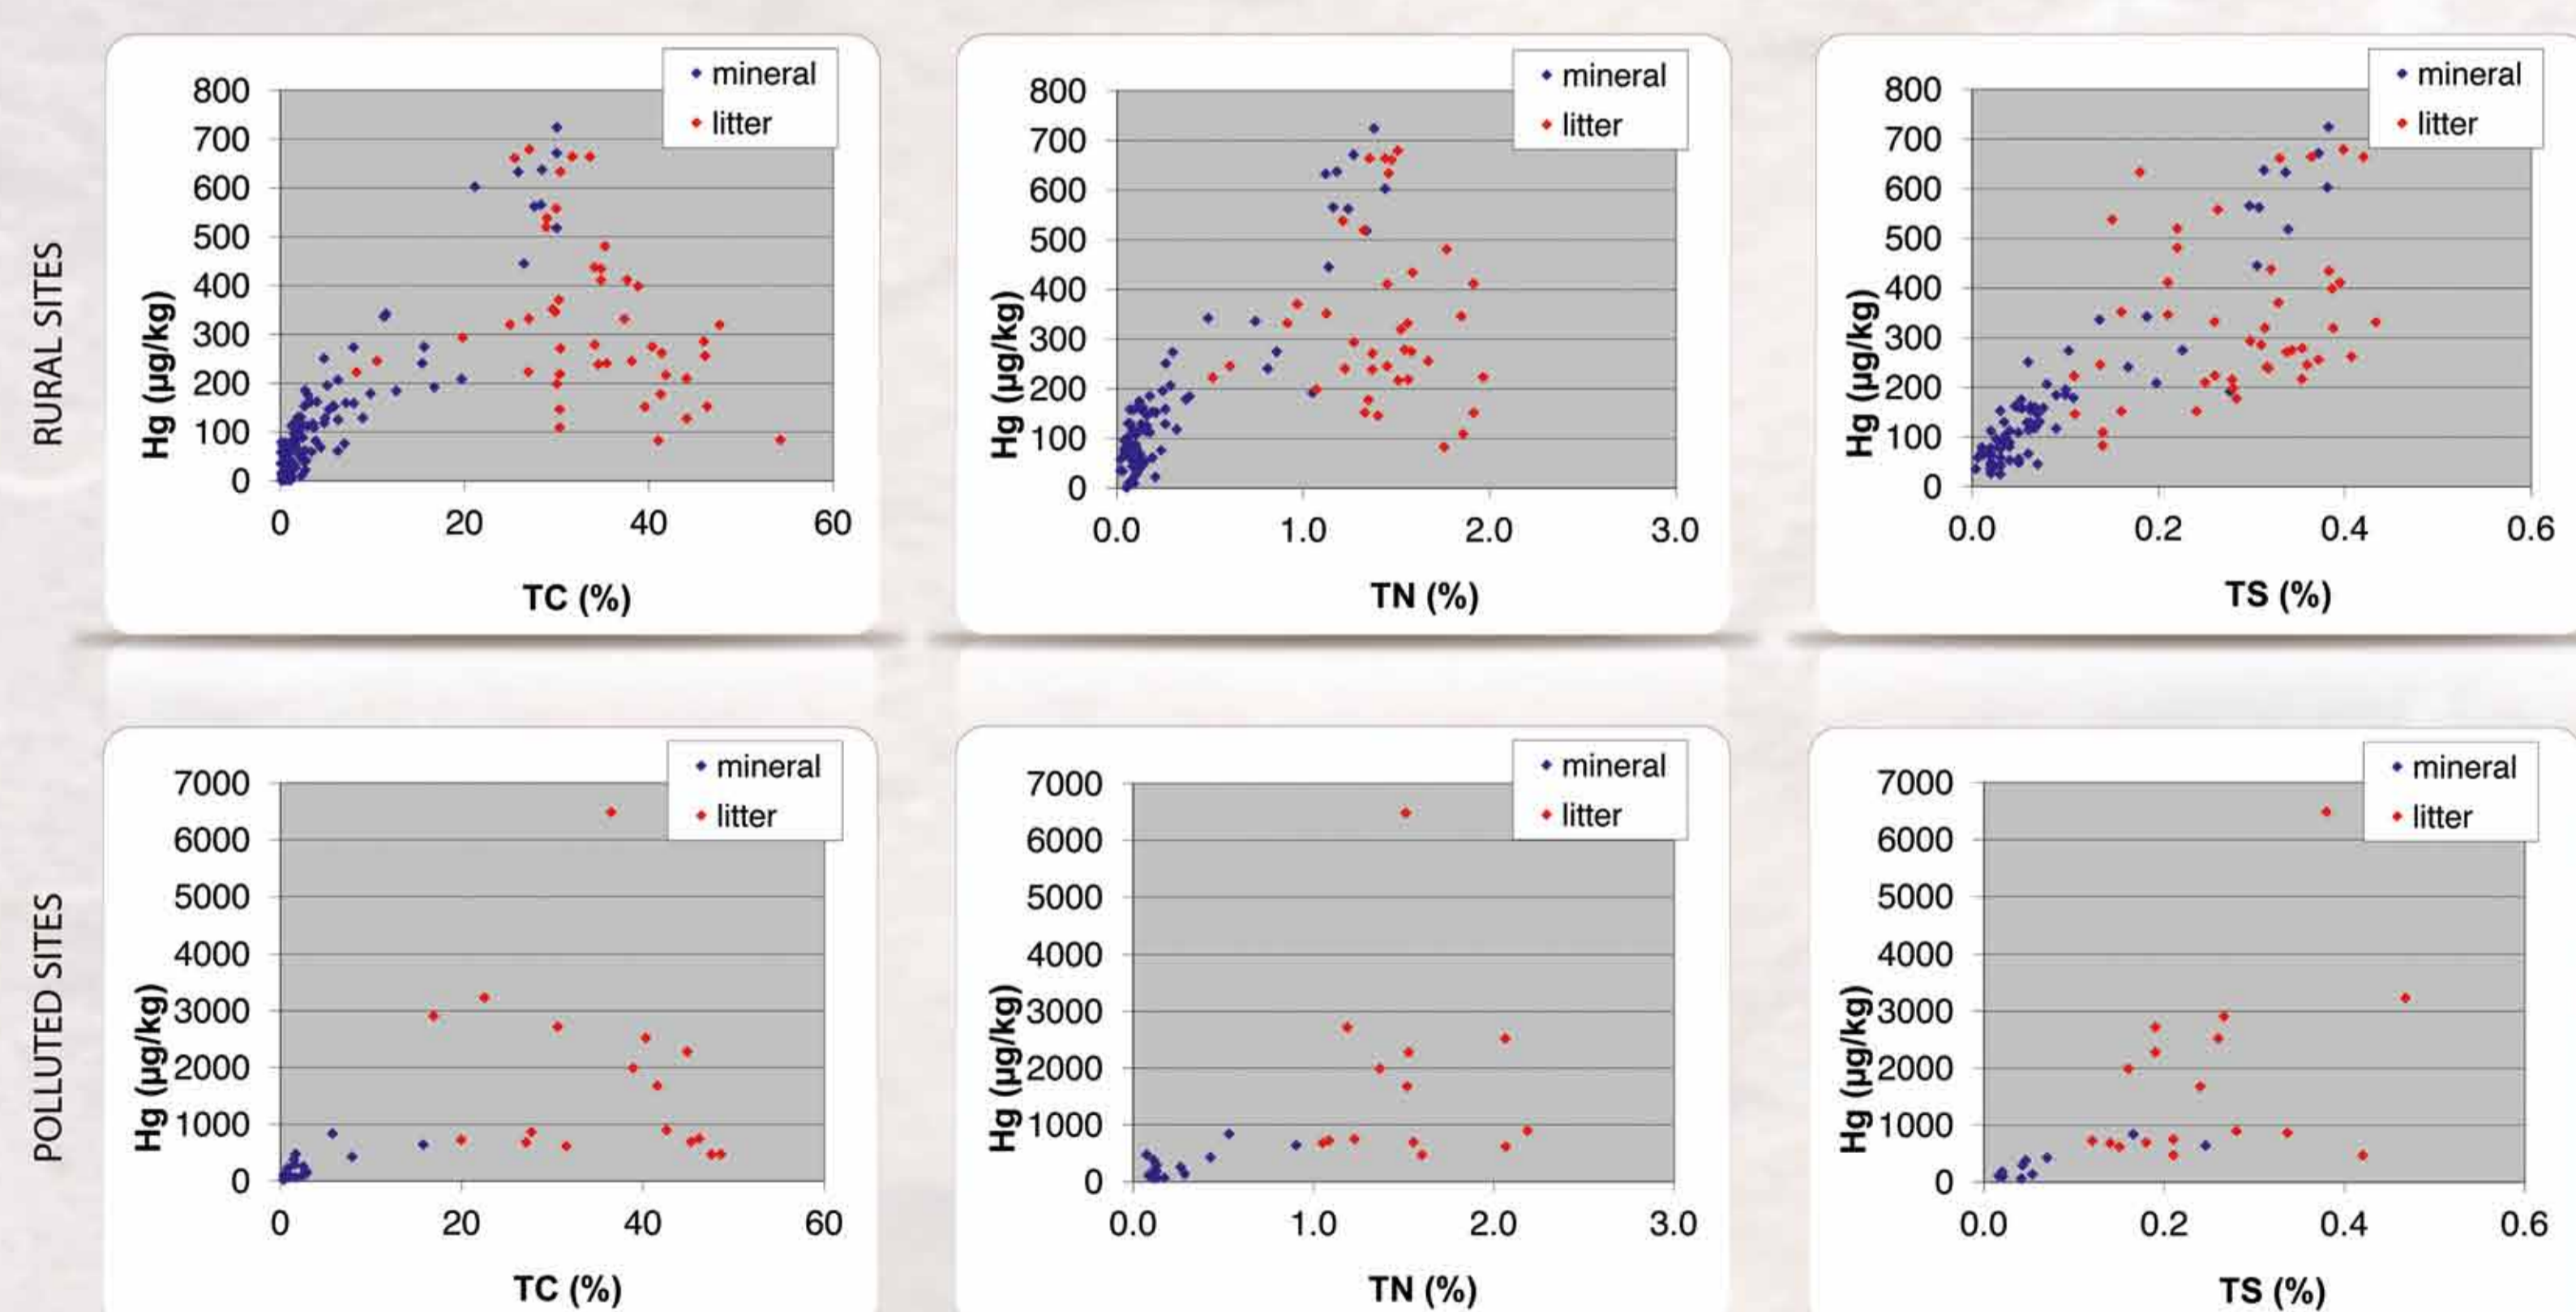 RURAL SITES
mineral
litter
800
700
600
500
400
300
200
100
0
Hg (µg/kg)
0 20 40 60
TC (%)
mineral
litter
800
700
600
500
400
300
200
100
0
Hg (µg/kg)
0.0 1.0 2.0 3.0
TN (%)
mineral
litter
800
700
600
500
400
300
200
100
0
Hg (µg/kg)
0.0 0.2 0.4 0.6
TS (%)
POLLUTED SITES
mineral
litter
7000
6000
5000
4000
3000
2000
1000
0
Hg (µg/kg)
0 20 40 60
TC (%)
mineral
litter
7000
6000
5000
4000
3000
2000
1000
0
Hg (µg/kg)
0.0 1.0 2.0 3.0
TN (%)
mineral
litter
7000
6000
5000
4000
3000
2000
1000
0
Hg (µg/kg)
0.0 0.2 0.4 0.6
TS (%)